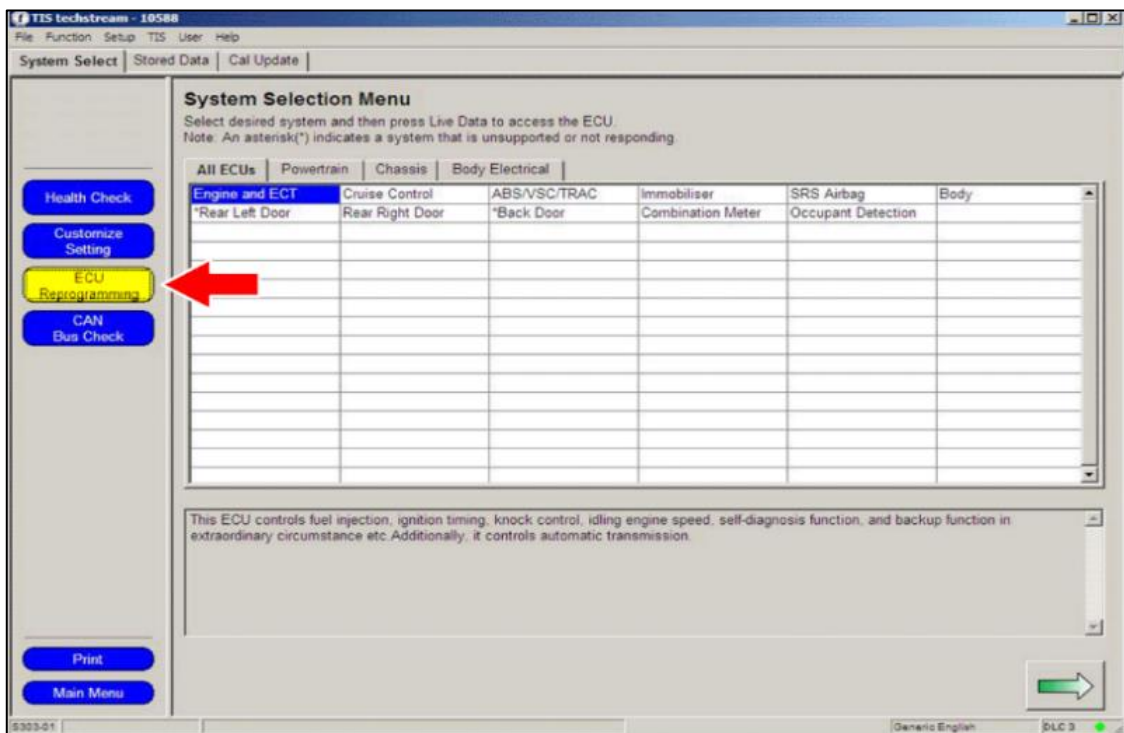 TIS techstream - 10588
File Function Setup TIS User Help
System Select Stored Data Cal Update
System Selection Menu
Select desired system and then press Live Data to access the ECU.
Note: An asterisk(*) indicates a system that is unsupported or not responding.
All ECUs Powertrain Chassis Body Electrical
Engine and ECT Cruise Control ABS/VSC/TRAC Immobiliser SRS Airbag Body
*Rear Left Door Rear Right Door *Back Door Combination Meter Occupant Detection
Health Check
Customize
Setting
ECU
Reprogramming
CAN
Bus Check
This ECU controls fuel injection, ignition timing, knock control, idling engine speed, self-diagnosis function, and backup function in
extraordinary circumstance etc.Additionally, it controls automatic transmission.
Print
Main Menu
S303-01 Generic English DLC 3